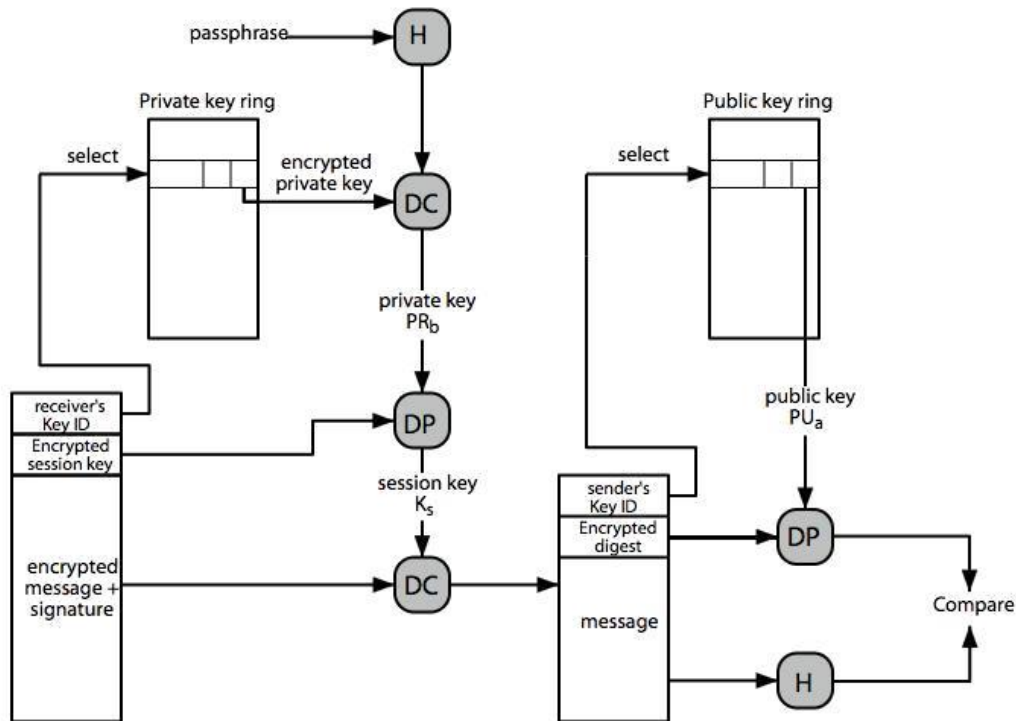 passphrase
H
Private key ring
Public key ring
select
encrypted
private key
select
DC
private key
PRb
receiver's
Key ID
DP
public key
PUa
Encrypted
session key
session key
Ks
sender's
Key ID
Encrypted
digest
DP
encrypted
message +
signature
DC
message
Compare
H